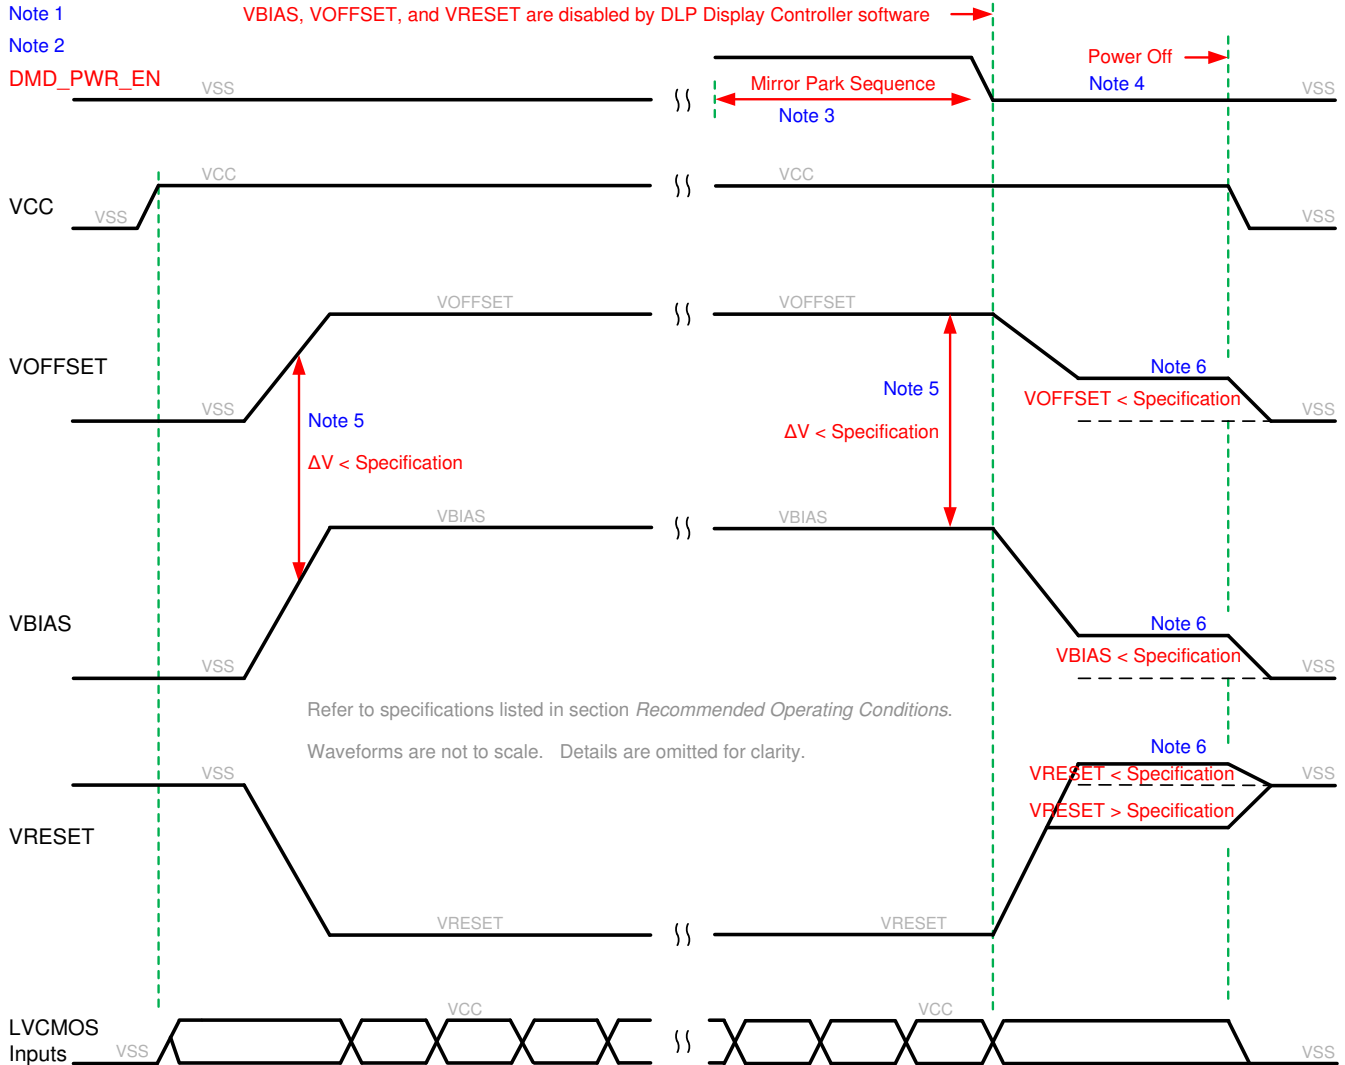 Note 1
VBIAS, VOFFSET, and VRESET are disabled by DLP Display Controller software
Note 2
Power Off
DMD_PWR_EN
VSS
Mirror Park Sequence
Note 4
VSS
Note 3
VCC
VCC
VCC
VSS
VSS
VOFFSET
VOFFSET
VOFFSET
Note 6
Note 5
VOFFSET < Specification
VSS
Note 5
VSS
ΔV < Specification
ΔV < Specification
VBIAS
VBIAS
VBIAS
Note 6
VBIAS < Specification
VSS
VSS
Refer to specifications listed in section Recommended Operating Conditions.
Waveforms are not to scale. Details are omitted for clarity.
Note 6
VSS
VRESET < Specification
VSS
VRESET > Specification
VRESET
VRESET
VRESET
VCC
VCC
LVCMOS
Inputs
VSS
VSS